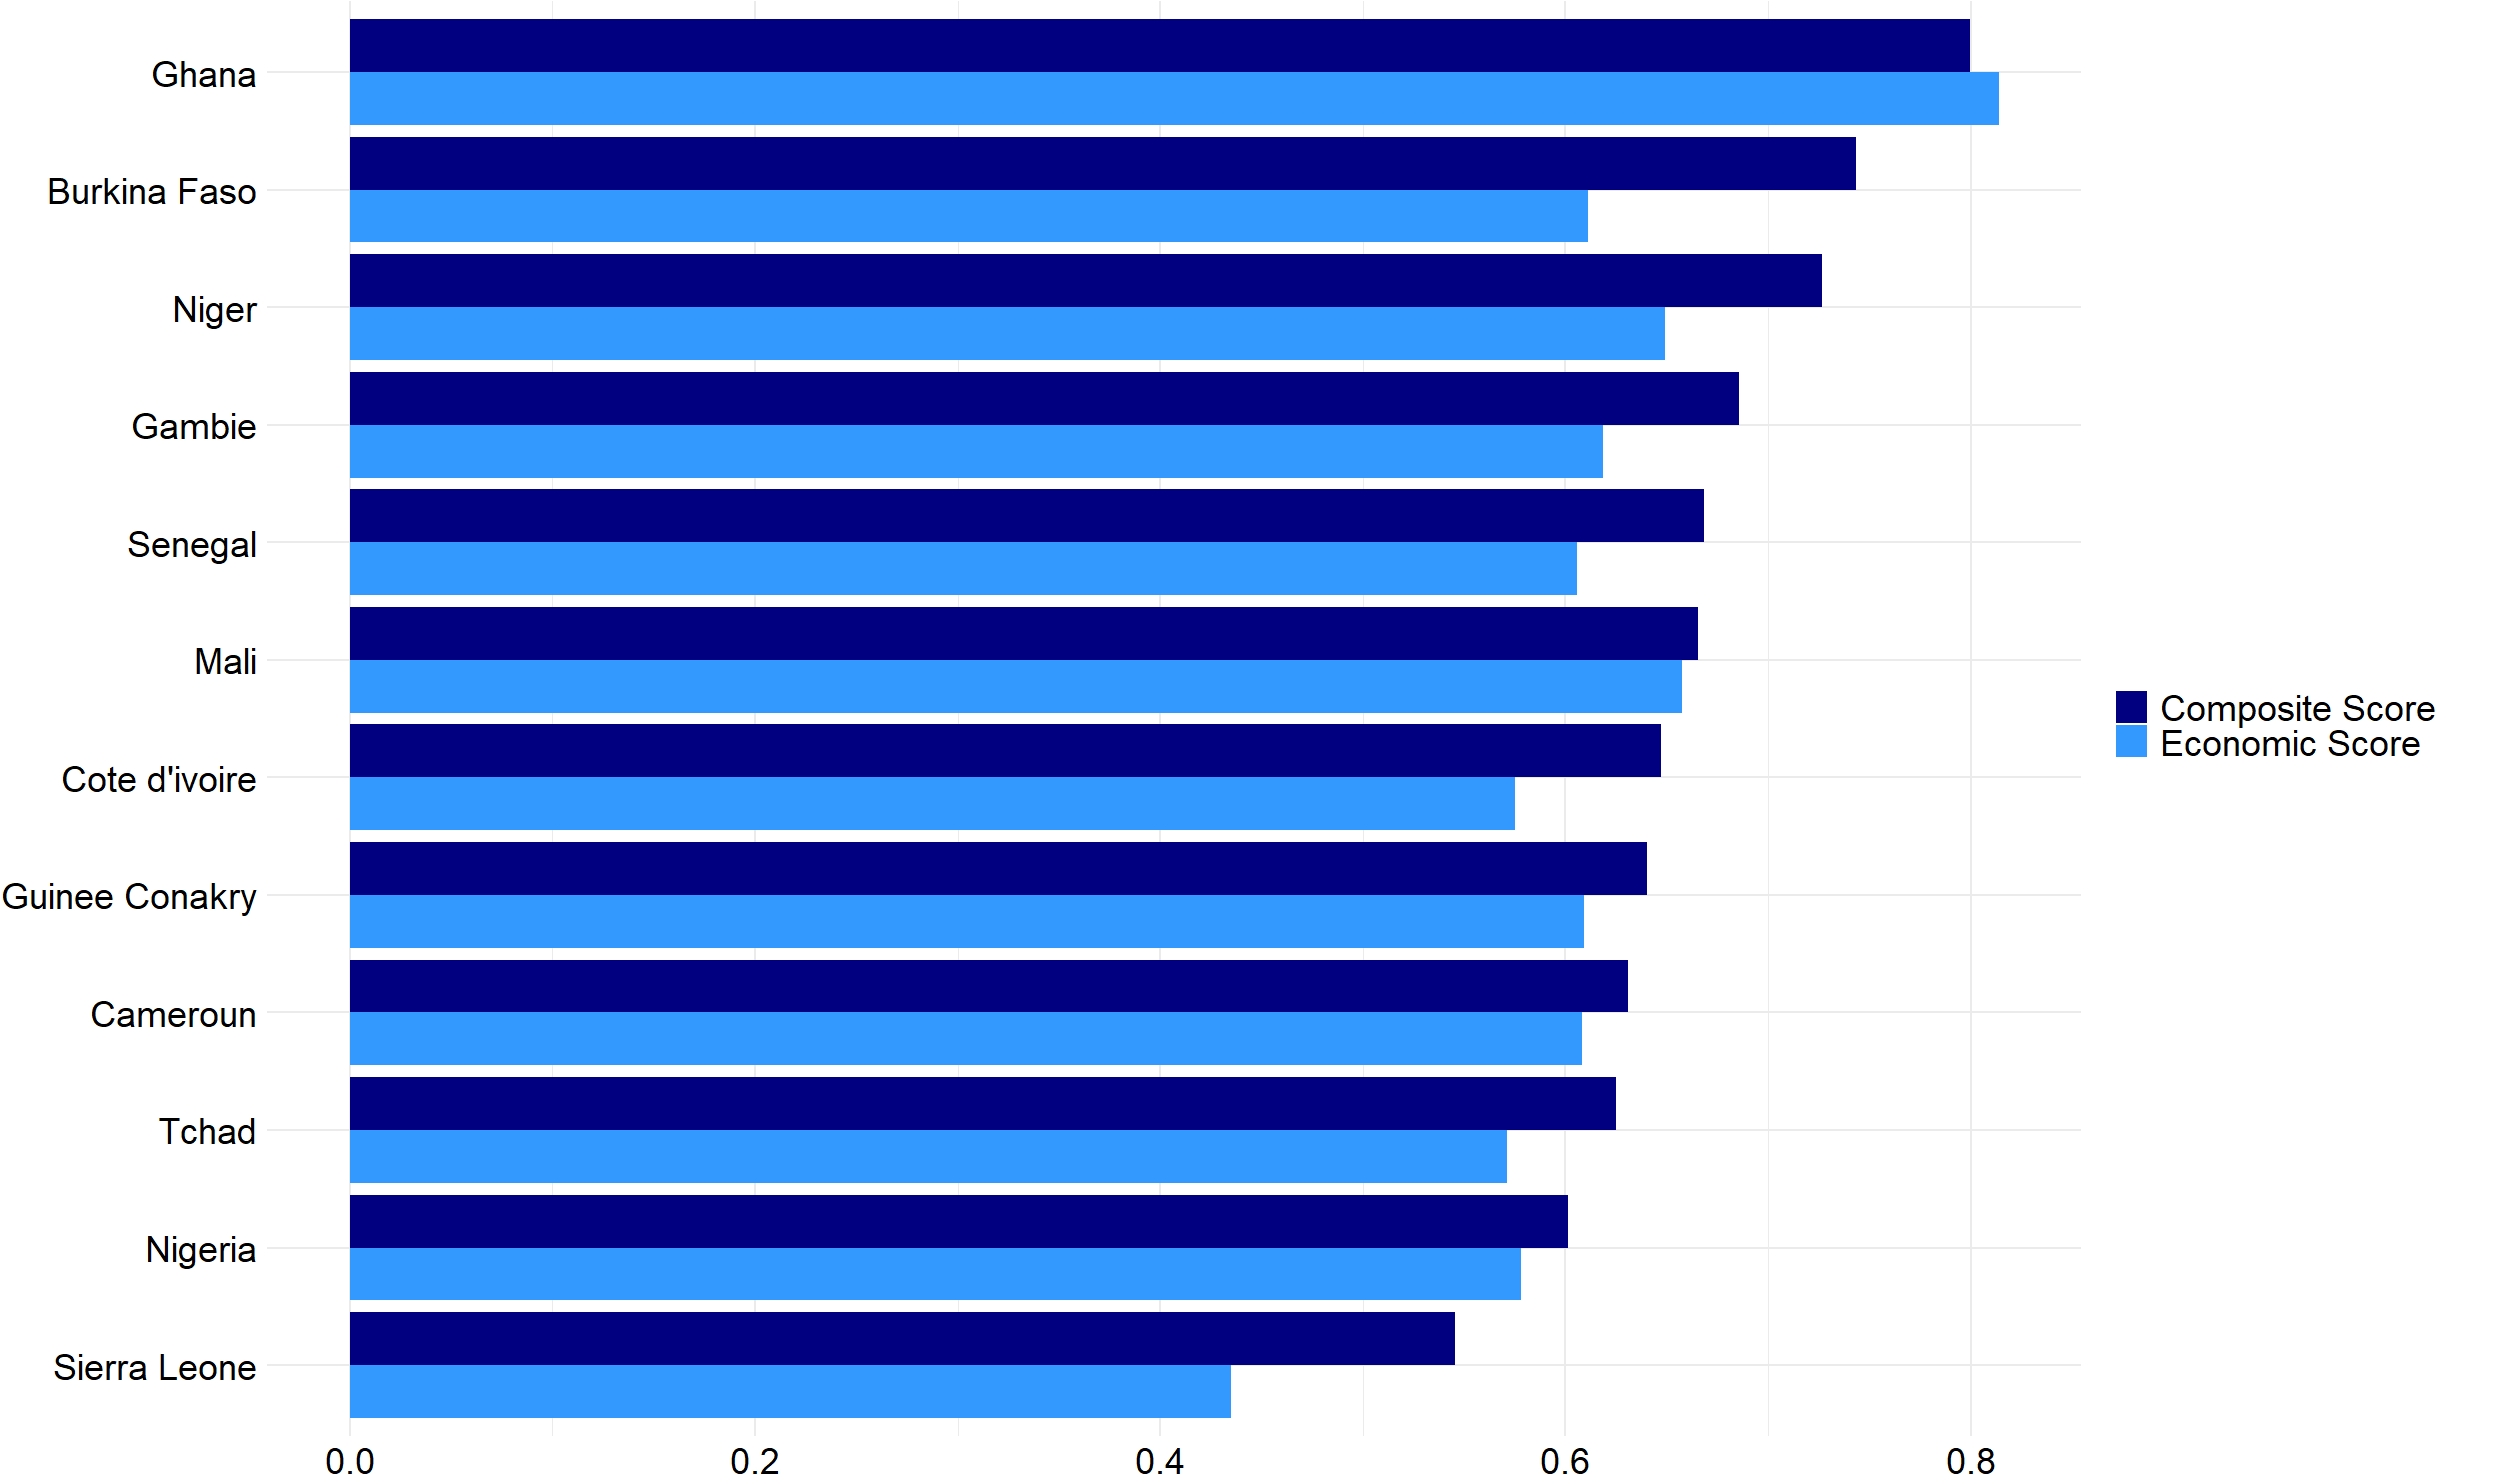 Ghana
Burkina Faso
Niger
Gambie
Senegal
Mali
Cote d'ivoire
Guinee Conakry
Cameroun
Tchad
Nigeria
Sierra Leone
0.0 0.2 0.4 0.6 0.8
Composite Score
Economic Score